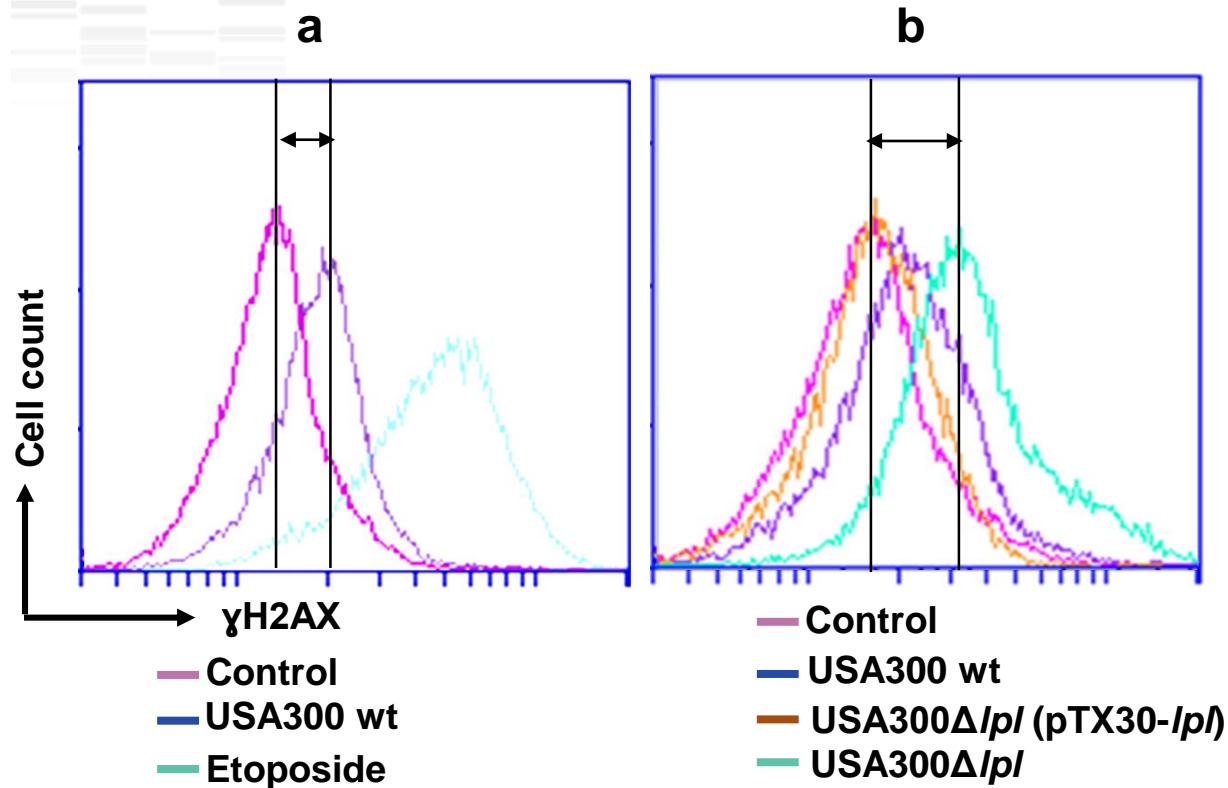 a
b
Cell count
ɣH2AX
Control
USA300 wt
Etoposide
Control
USA300 wt
USA300Δlpl (pTX30-lpl)
USA300Δlpl